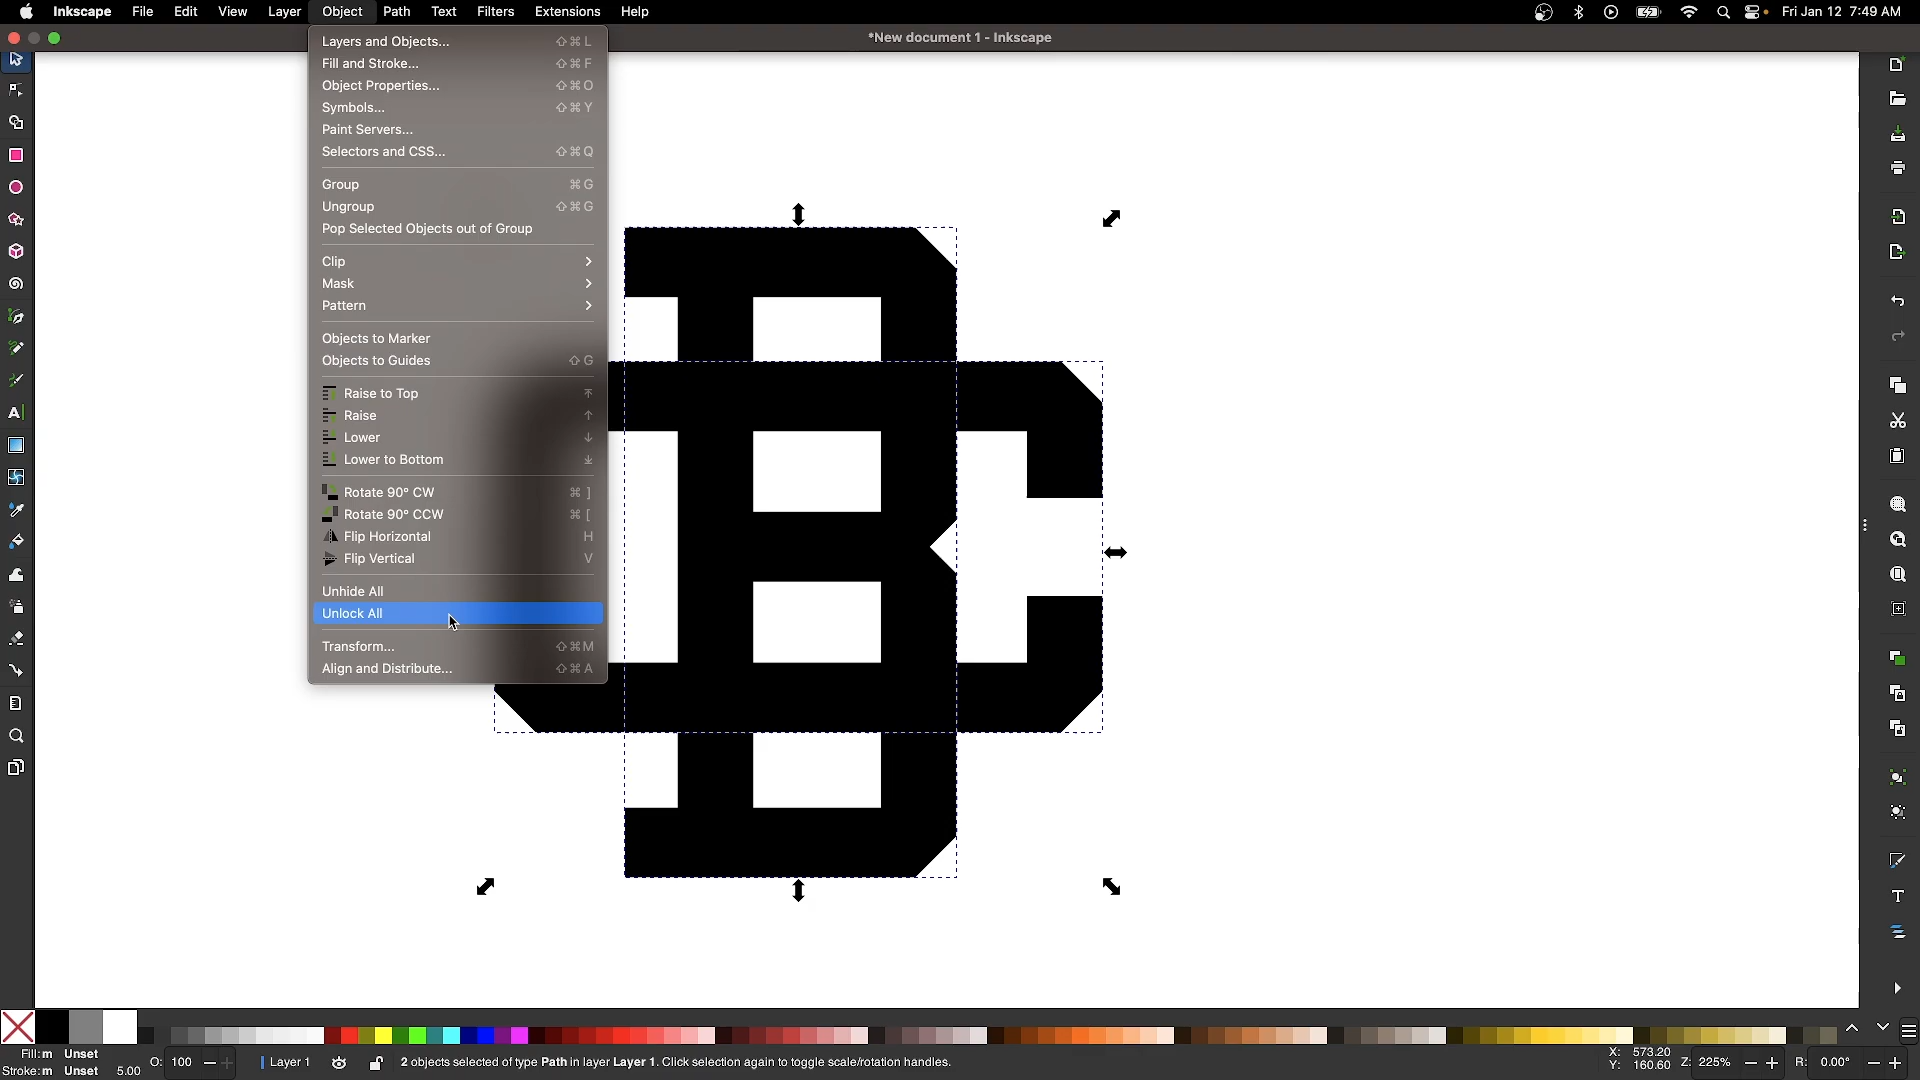 Inkscape File Edit View Layer Object Path Text Filters Extensions Help Fri Jan 12 7:49 AM
*New document 1 - Inkscape
Layers and Objects... ⇧⌘L
Fill and Stroke... ⇧⌘F
Object Properties... ⇧⌘O
Symbols... ⇧⌘Y
Paint Servers...
Selectors and CSS... ⇧⌘Q
Group ⌘G
Ungroup ⇧⌘G
Pop Selected Objects out of Group
Clip
Mask
Pattern
Objects to Marker
Objects to Guides ⇧G
Raise to Top
Raise
Lower
Lower to Bottom
Rotate 90° CW ⌘]
Rotate 90° CCW ⌘[
Flip Horizontal H
Flip Vertical V
Unhide All
Unlock All
Transform... ⇧⌘M
Align and Distribute... ⇧⌘A
B C
Fill:m Unset
Stroke:m Unset 5.00
O: 100
Layer 1
2 objects selected of type Path in layer Layer 1. Click selection again to toggle scale/rotation handles.
X: 573.20
Y: 160.60
Z: 225%
R: 0.00°